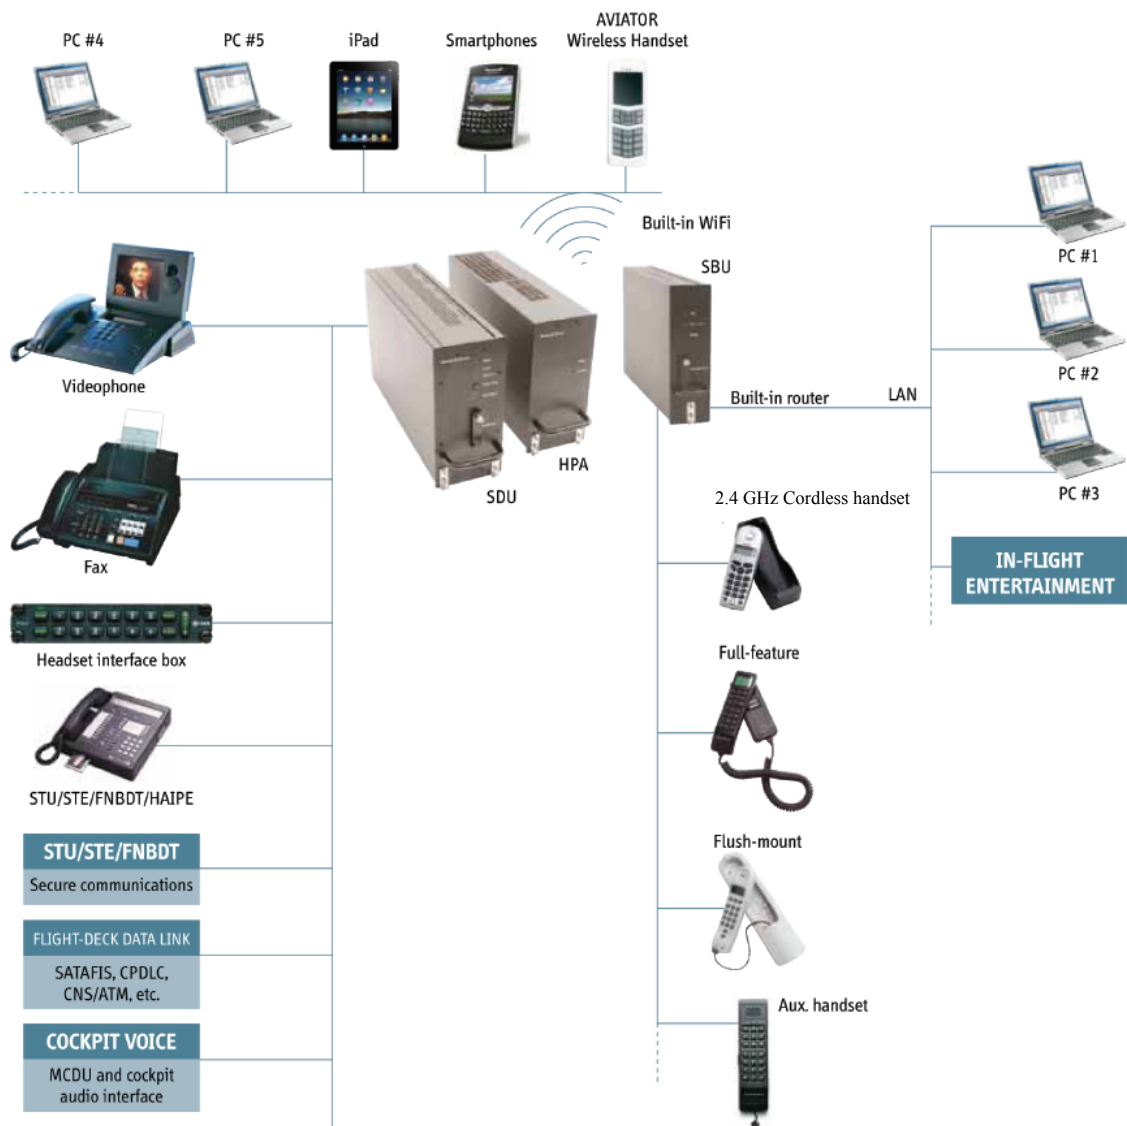 PC #4
PC #5
iPad
Smartphones
AVIATOR
Wireless Handset
Built-in WiFi
SBU
PC #1
Videophone
PC #2
Built-in router
LAN
HPA
SDU
PC #3
2.4 GHz Cordless handset
Fax
IN-FLIGHT
ENTERTAINMENT
Headset interface box
Full-feature
STU/STE/FNBDT/HAIPE
STU/STE/FNBDT
Secure communications
Flush-mount
FLIGHT-DECK DATA LINK
SATAFIS, CPDLC,
CNS/ATM, etc.
Aux. handset
COCKPIT VOICE
MCDU and cockpit
audio interface